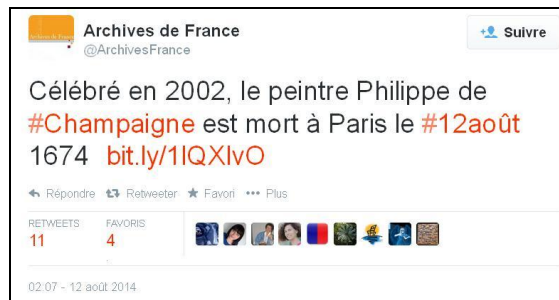 Archives de France
@ArchivesFrance
Suivre
Célébré en 2002, le peintre Philippe de
#Champaigne est mort à Paris le #12août
1674 bit.ly/1lQXlvO
Répondre Retweeter Favori Plus
RETWEETS FAVORIS
11 4
02:07 - 12 août 2014